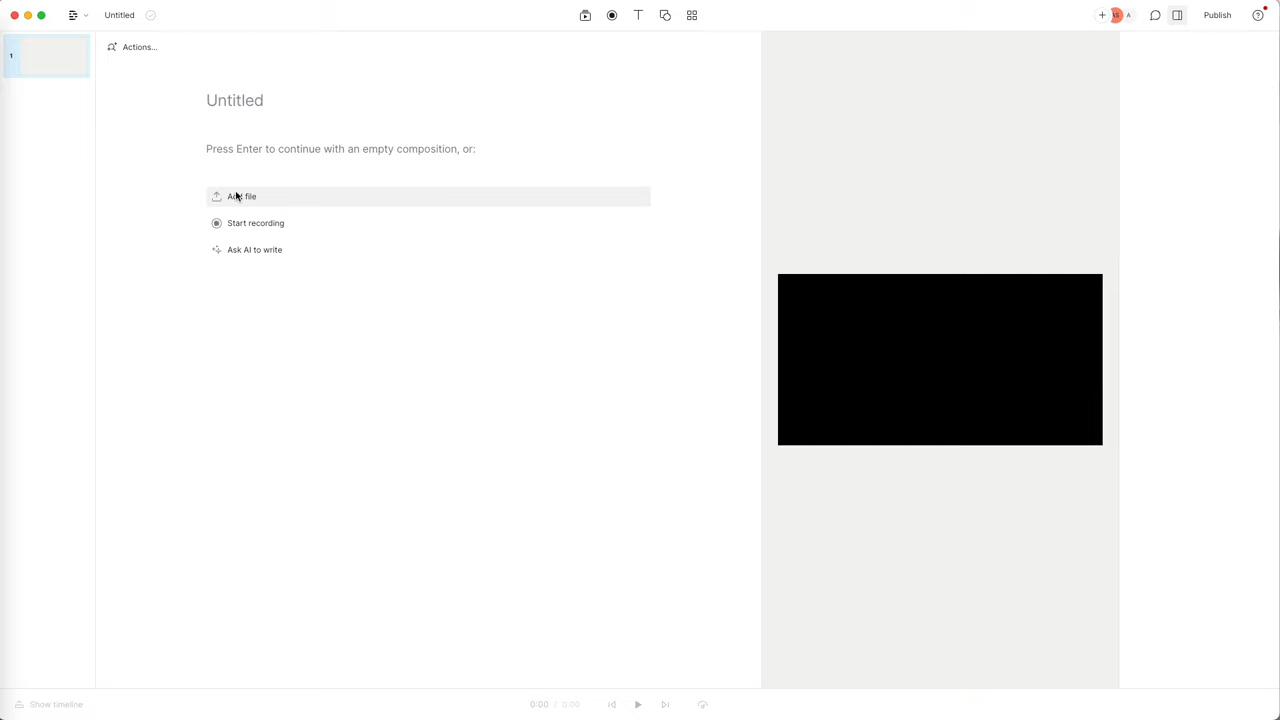 Untitled
Publish
1
Actions...
Untitled
Press Enter to continue with an empty composition, or:
Add file
Start recording
Ask AI to write
Show timeline
0:00 / 0:00